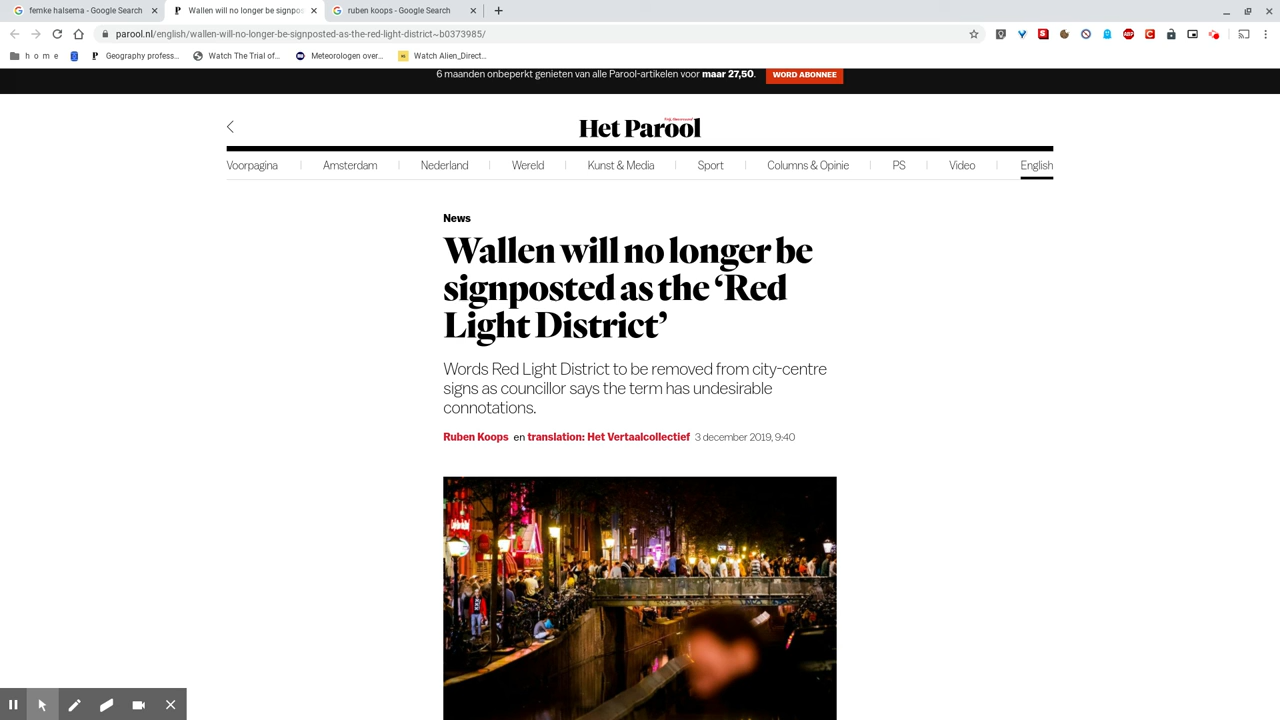 femke halsema - Google Search
Wallen will no longer be signpos
ruben koops - Google Search
parool.nl/english/wallen-will-no-longer-be-signposted-as-the-red-light-district~b0373985/
h o m e
Geography profess...
Watch The Trial of...
Meteorologen over...
Watch Alien_Direct...
6 maanden onbeperkt genieten van alle Parool-artikelen voor maar 27,50.
WORD ABONNEE
Het Parool
Voorpagina
Amsterdam
Nederland
Wereld
Kunst & Media
Sport
Columns & Opinie
PS
Video
English
News
Wallen will no longer be
signposted as the ‘Red
Light District’
Words Red Light District to be removed from city-centre
signs as councillor says the term has undesirable
connotations.
Ruben Koops en translation: Het Vertaalcollectief 3 december 2019, 9:40